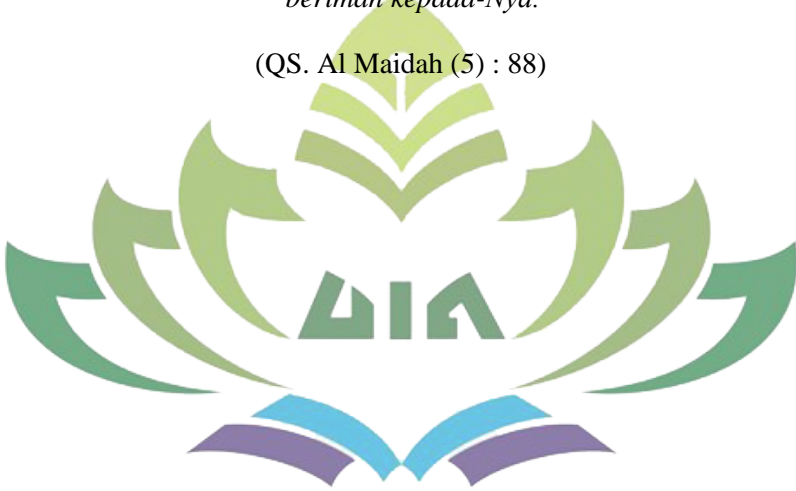 beriman kepada-Nya.
(QS. Al Maidah (5) : 88)
UIN